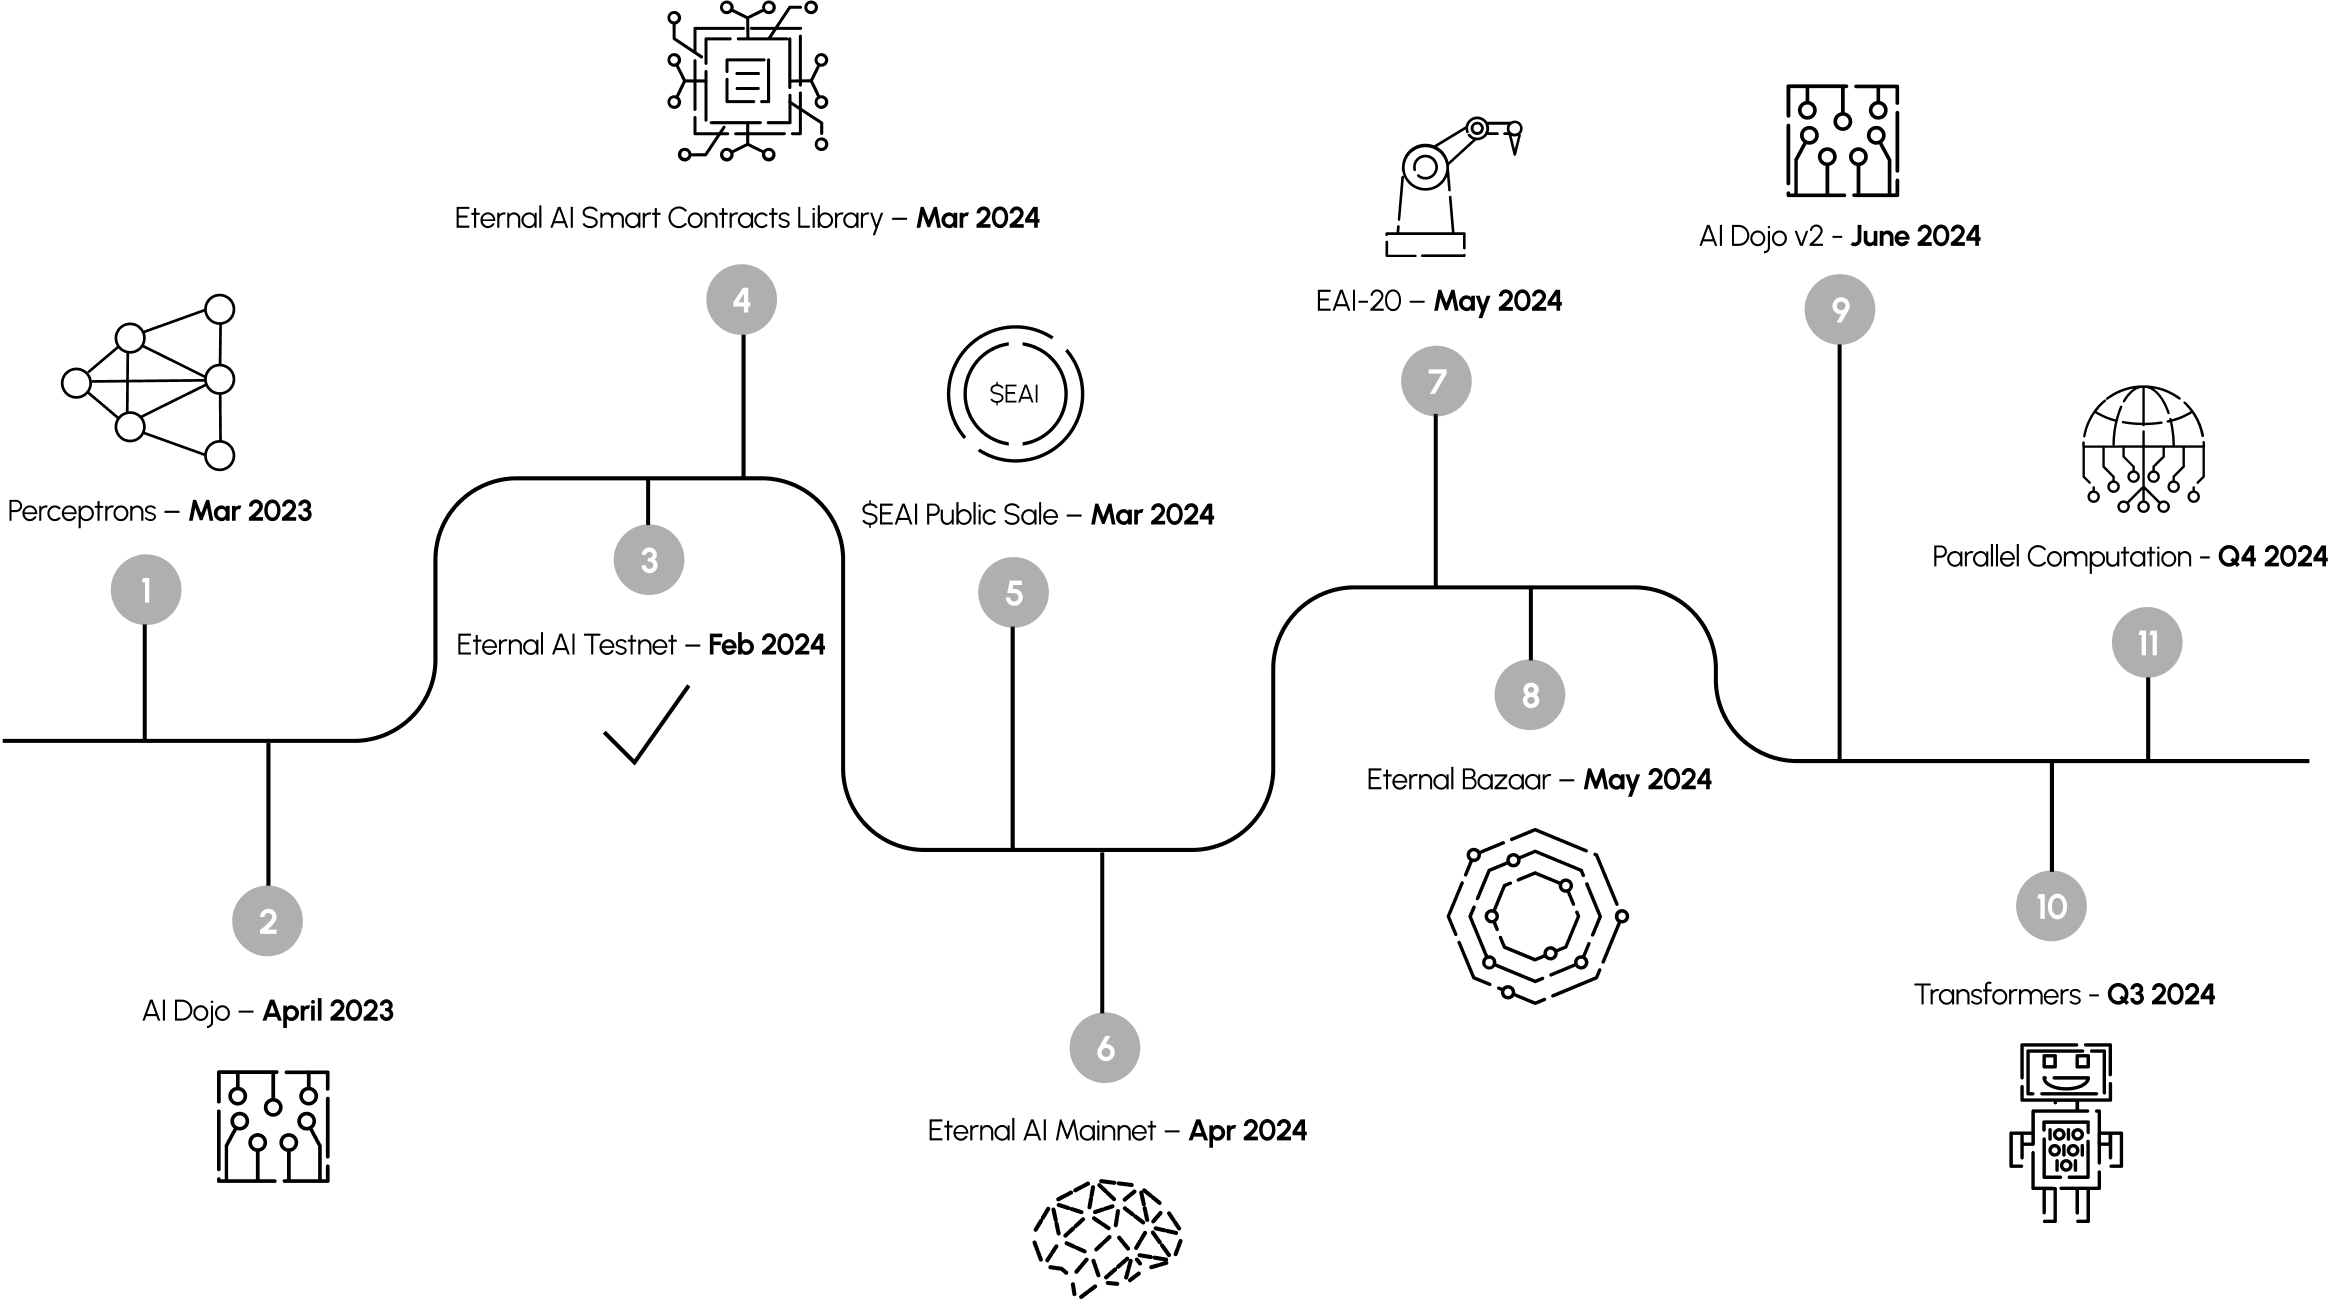 Perceptrons – Mar 2023
1
2
AI Dojo – April 2023
3
Eternal AI Testnet – Feb 2024
Eternal AI Smart Contracts Library – Mar 2024
4
$EAI
$EAI Public Sale – Mar 2024
5
6
Eternal AI Mainnet – Apr 2024
EAI-20 – May 2024
7
8
Eternal Bazaar – May 2024
AI Dojo v2 - June 2024
9
10
Transformers - Q3 2024
IOIO
OIOI
IOI
Parallel Computation - Q4 2024
11